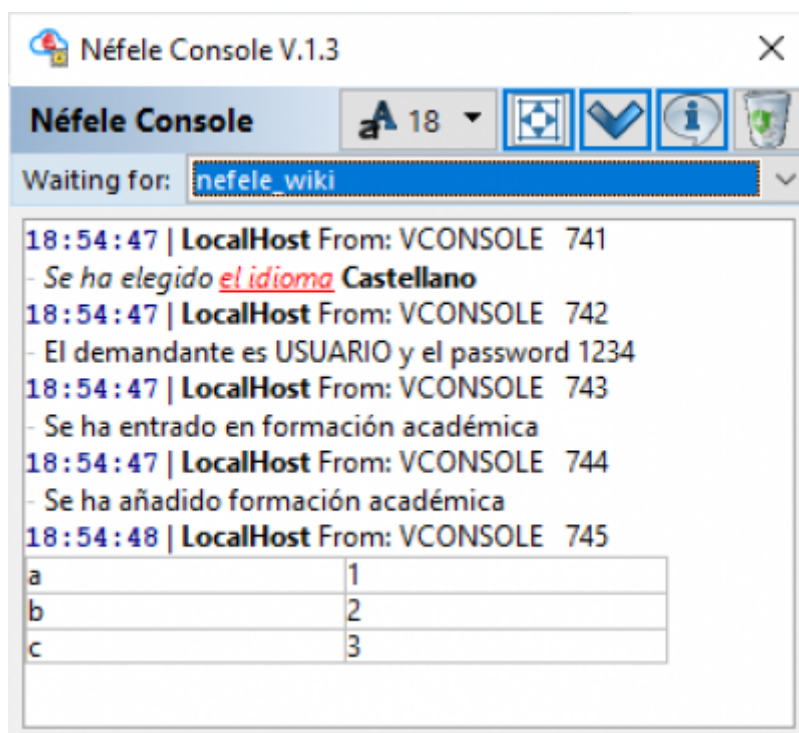 Néfele Console V.1.3
Néfele Console aA 18
Waiting for: nefele_wiki
18:54:47 | LocalHost From: VCONSOLE 741
- Se ha elegido el idioma Castellano
18:54:47 | LocalHost From: VCONSOLE 742
- El demandante es USUARIO y el password 1234
18:54:47 | LocalHost From: VCONSOLE 743
- Se ha entrado en formación académica
18:54:47 | LocalHost From: VCONSOLE 744
- Se ha añadido formación académica
18:54:48 | LocalHost From: VCONSOLE 745
a 1
b 2
c 3